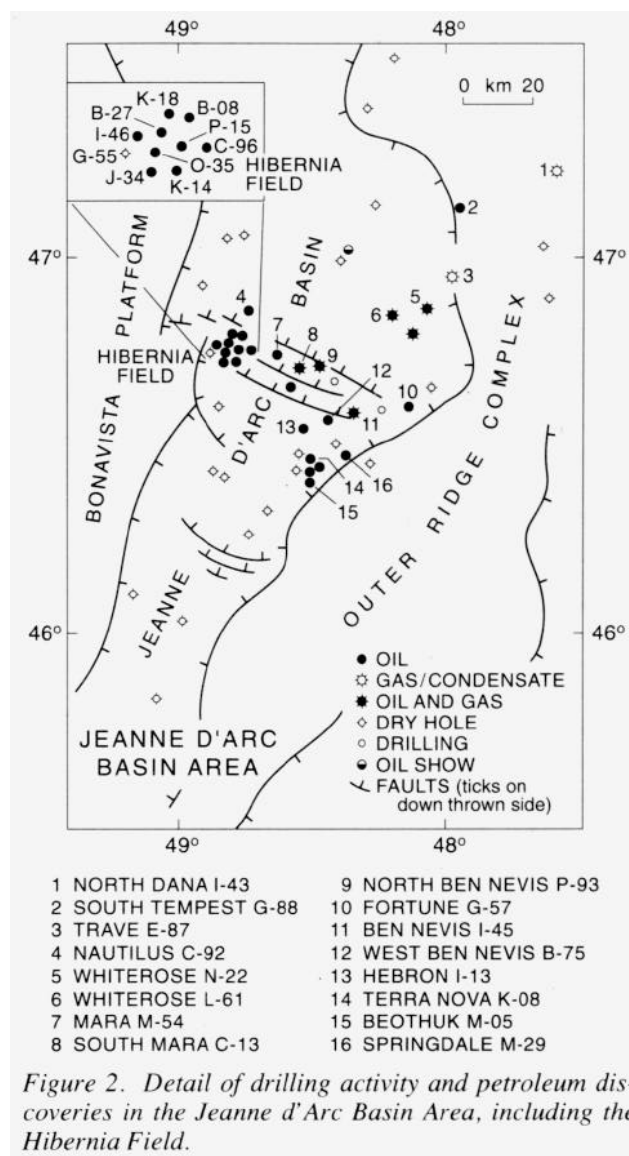 49°
48°
K-18
B-08
B-27
P-15
I-46
C-96
G-55
O-35
HIBERNIA
FIELD
J-34
K-14
0 km 20
1
2
47°
47°
3
PLATFORM
BASIN
4
5
6
7
8
9
HIBERNIA
FIELD
12
10
11
13
D'ARC
BONAVISTA
16
14
15
OUTER RIDGE COMPLEX
JEANNE
46°
46°
OIL
GAS/CONDENSATE
OIL AND GAS
DRY HOLE
DRILLING
OIL SHOW
FAULTS (ticks on
down thrown side)
JEANNE D'ARC
BASIN AREA
49°
48°
1 NORTH DANA I-43
2 SOUTH TEMPEST G-88
3 TRAVE E-87
4 NAUTILUS C-92
5 WHITEROSE N-22
6 WHITEROSE L-61
7 MARA M-54
8 SOUTH MARA C-13
9 NORTH BEN NEVIS P-93
10 FORTUNE G-57
11 BEN NEVIS I-45
12 WEST BEN NEVIS B-75
13 HEBRON I-13
14 TERRA NOVA K-08
15 BEOTHUK M-05
16 SPRINGDALE M-29
Figure 2. Detail of drilling activity and petroleum dis-
coveries in the Jeanne d'Arc Basin Area, including the
Hibernia Field.